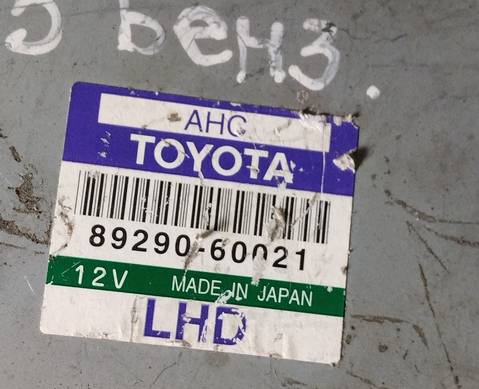 5 бенз.
AHC
TOYOTA
89290-60021
12V MADE IN JAPAN
LHD